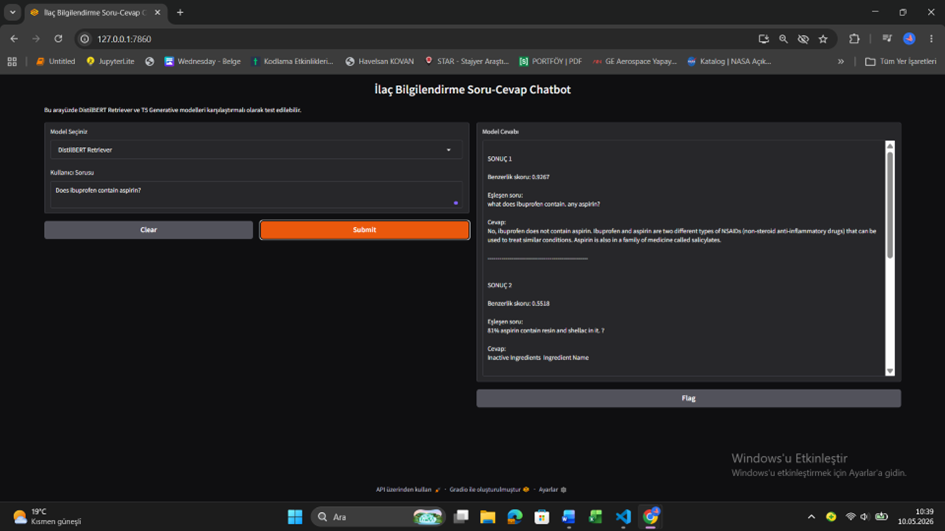 İlaç Bilgilendirme Soru-Cevap C
127.0.0.1:7860
Untitled
JupyterLite
Wednesday - Belge
Kodlama Etkinlikleri...
Havelsan KOVAN
STAR - Stajyer Araştı...
PORTFÖY | PDF
GE Aerospace Yapay...
Katalog | NASA Açık...
»
Tüm Yer İşaretleri
İlaç Bilgilendirme Soru-Cevap Chatbot
Bu arayüzde DistilBERT Retriever ve T5 Generative modelleri karşılaştırmalı olarak test edilebilir.
Model Seçiniz
DistilBERT Retriever
Kullanıcı Sorusu
Does Ibuprofen contain aspirin?
Clear
Submit
Model Cevabı
SONUÇ 1
Benzerlik skoru: 0.9267
Eşleşen soru:
what does ibuprofen contain. any aspirin?
Cevap:
No, ibuprofen does not contain aspirin. Ibuprofen and aspirin are two different types of NSAIDs (non-steroid anti-inflammatory drugs) that can be
used to treat similar conditions. Aspirin is also in a family of medicine called salicylates.
--------------------------------------------------
SONUÇ 2
Benzerlik skoru: 0.5518
Eşleşen soru:
81% aspirin contain resin and shellac in it. ?
Cevap:
Inactive Ingredients Ingredient Name
Flag
Windows'u Etkinleştir
Windows'u etkinleştirmek için Ayarlar'a gidin.
API üzerinden kullan · Gradio ile oluşturulmuştur · Ayarlar
19°C
Kısmen güneşli
Ara
10:39
10.05.2026